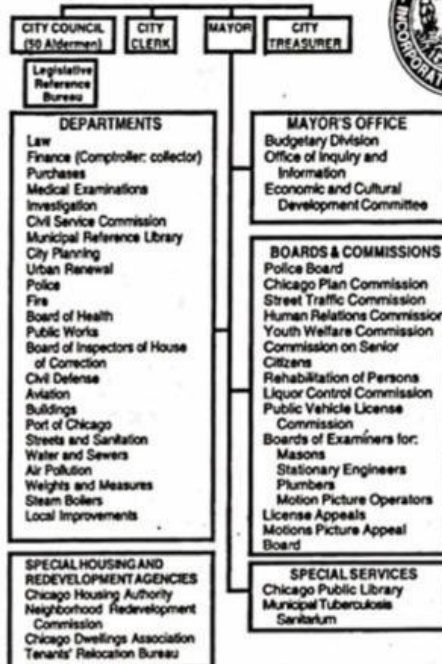 CITY COUNCIL
(50 Aldermen)
CITY
CLERK
MAYOR
CITY
TREASURER
Legislative
Reference
Bureau
DEPARTMENTS
Law
Finance (Comptroller: collector)
Purchases
Medical Examinations
Investigation
Civil Service Commission
Municipal Reference Library
City Planning
Urban Renewal
Police
Fire
Board of Health
Public Works
Board of Inspectors of House
of Correction
Civil Defense
Aviation
Buildings
Port of Chicago
Streets and Sanitation
Water and Sewers
Air Pollution
Weights and Measures
Steam Boilers
Local Improvements
SPECIAL HOUSING AND
REDEVELOPMENT AGENCIES
Chicago Housing Authority
Neighborhood Redevelopment
Commission
Chicago Dwellings Association
Tenants' Relocation Bureau
MAYOR'S OFFICE
Budgetary Division
Office of Inquiry and
Information
Economic and Cultural
Development Committee
BOARDS & COMMISSIONS
Police Board
Chicago Plan Commission
Street Traffic Commission
Human Relations Commission
Youth Welfare Commission
Commission on Senior
Citizens
Rehabilitation of Persons
Liquor Control Commission
Public Vehicle License
Commission
Boards of Examiners for:
Masons
Stationary Engineers
Plumbers
Motion Picture Operators
License Appeals
Motions Picture Appeal
Board
SPECIAL SERVICES
Chicago Public Library
Municipal Tuberculosis
Sanitarium